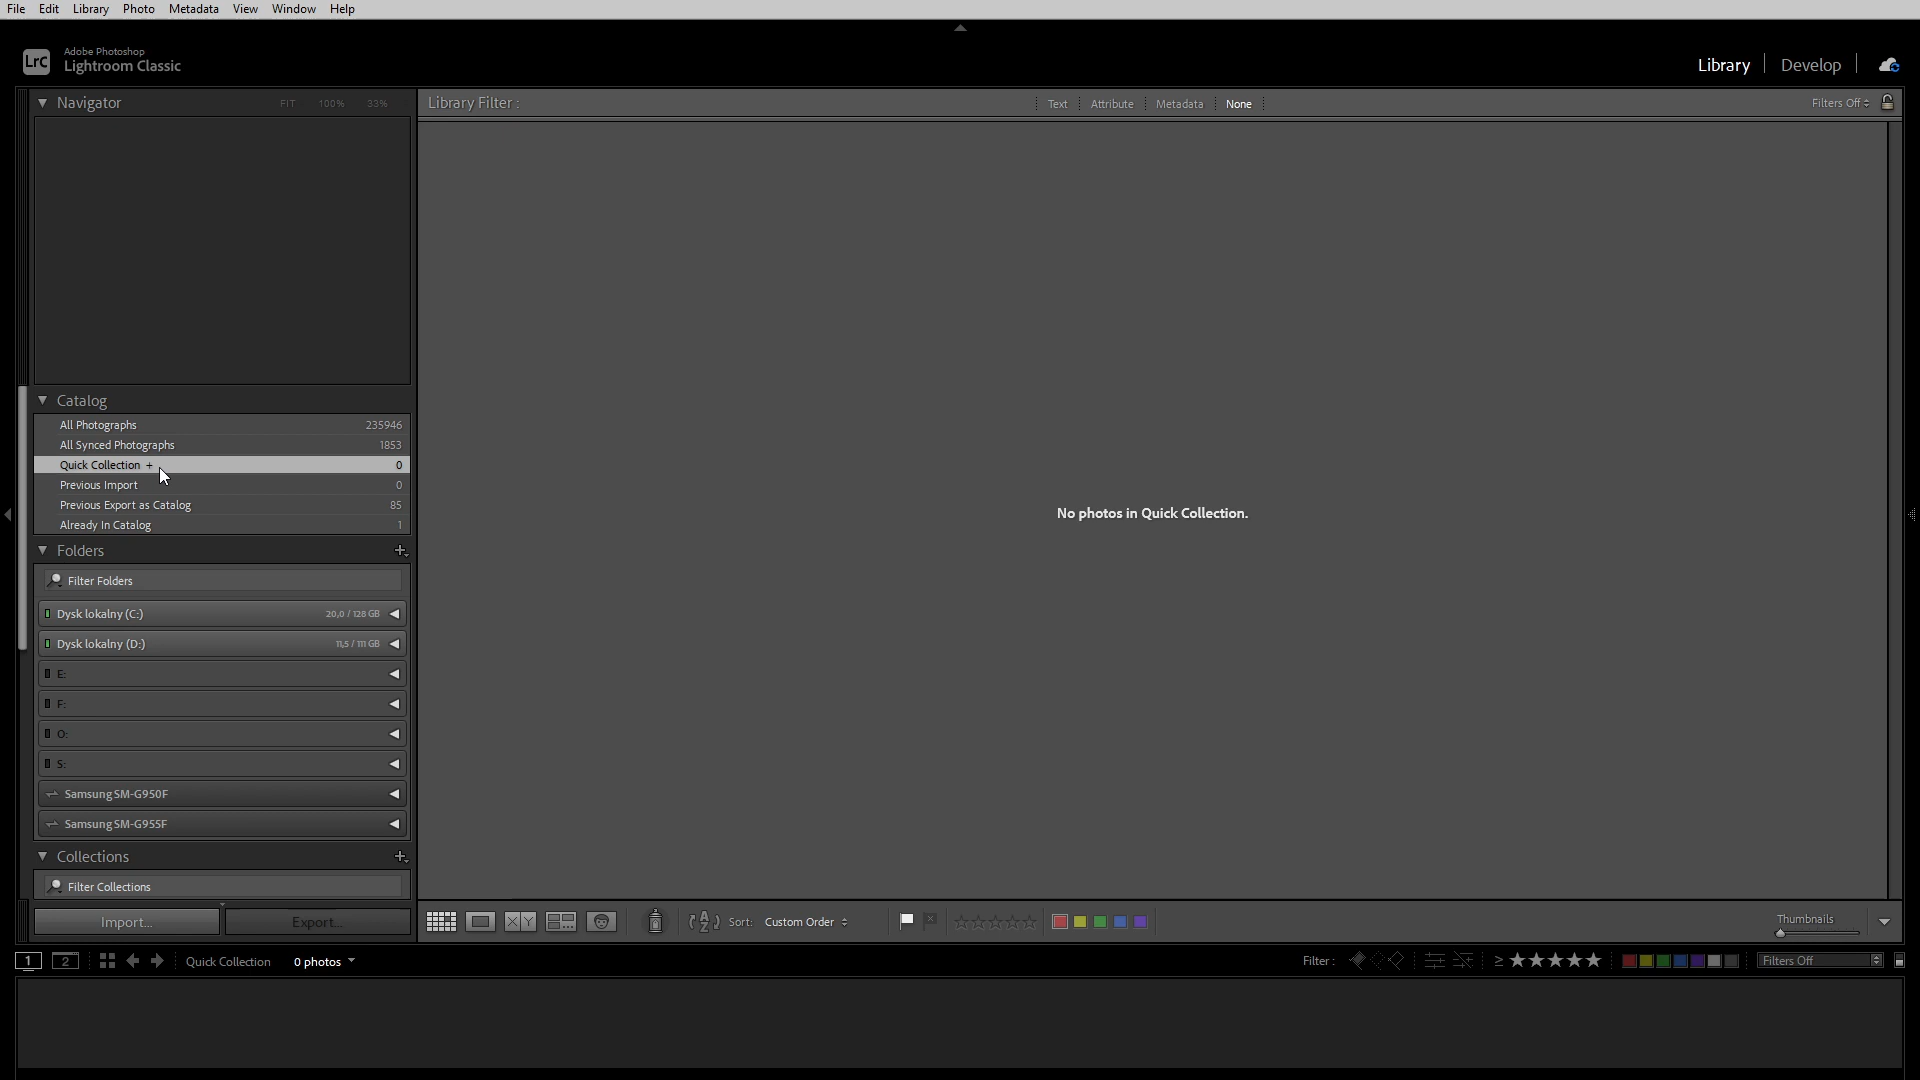 File Edit Library Photo Metadata View Window Help
LrC
Adobe Photoshop
Lightroom Classic
Library Develop
Navigator FIT 100% 33%
Library Filter : Text Attribute Metadata None Filters Off
Catalog
All Photographs 235946
All Synced Photographs 1853
Quick Collection + 0
Previous Import 0
Previous Export as Catalog 85
Already In Catalog 1
No photos in Quick Collection.
Folders
Filter Folders
Dysk lokalny (C:) 20,0 / 128 GB
Dysk lokalny (D:) 11,5 / 111 GB
E:
F:
O:
S:
Samsung SM-G950F
Samsung SM-G955F
Collections
Filter Collections
Import... Export...
XY
Sort: Custom Order
Thumbnails
1 2 Quick Collection 0 photos Filter : ≥ Filters Off